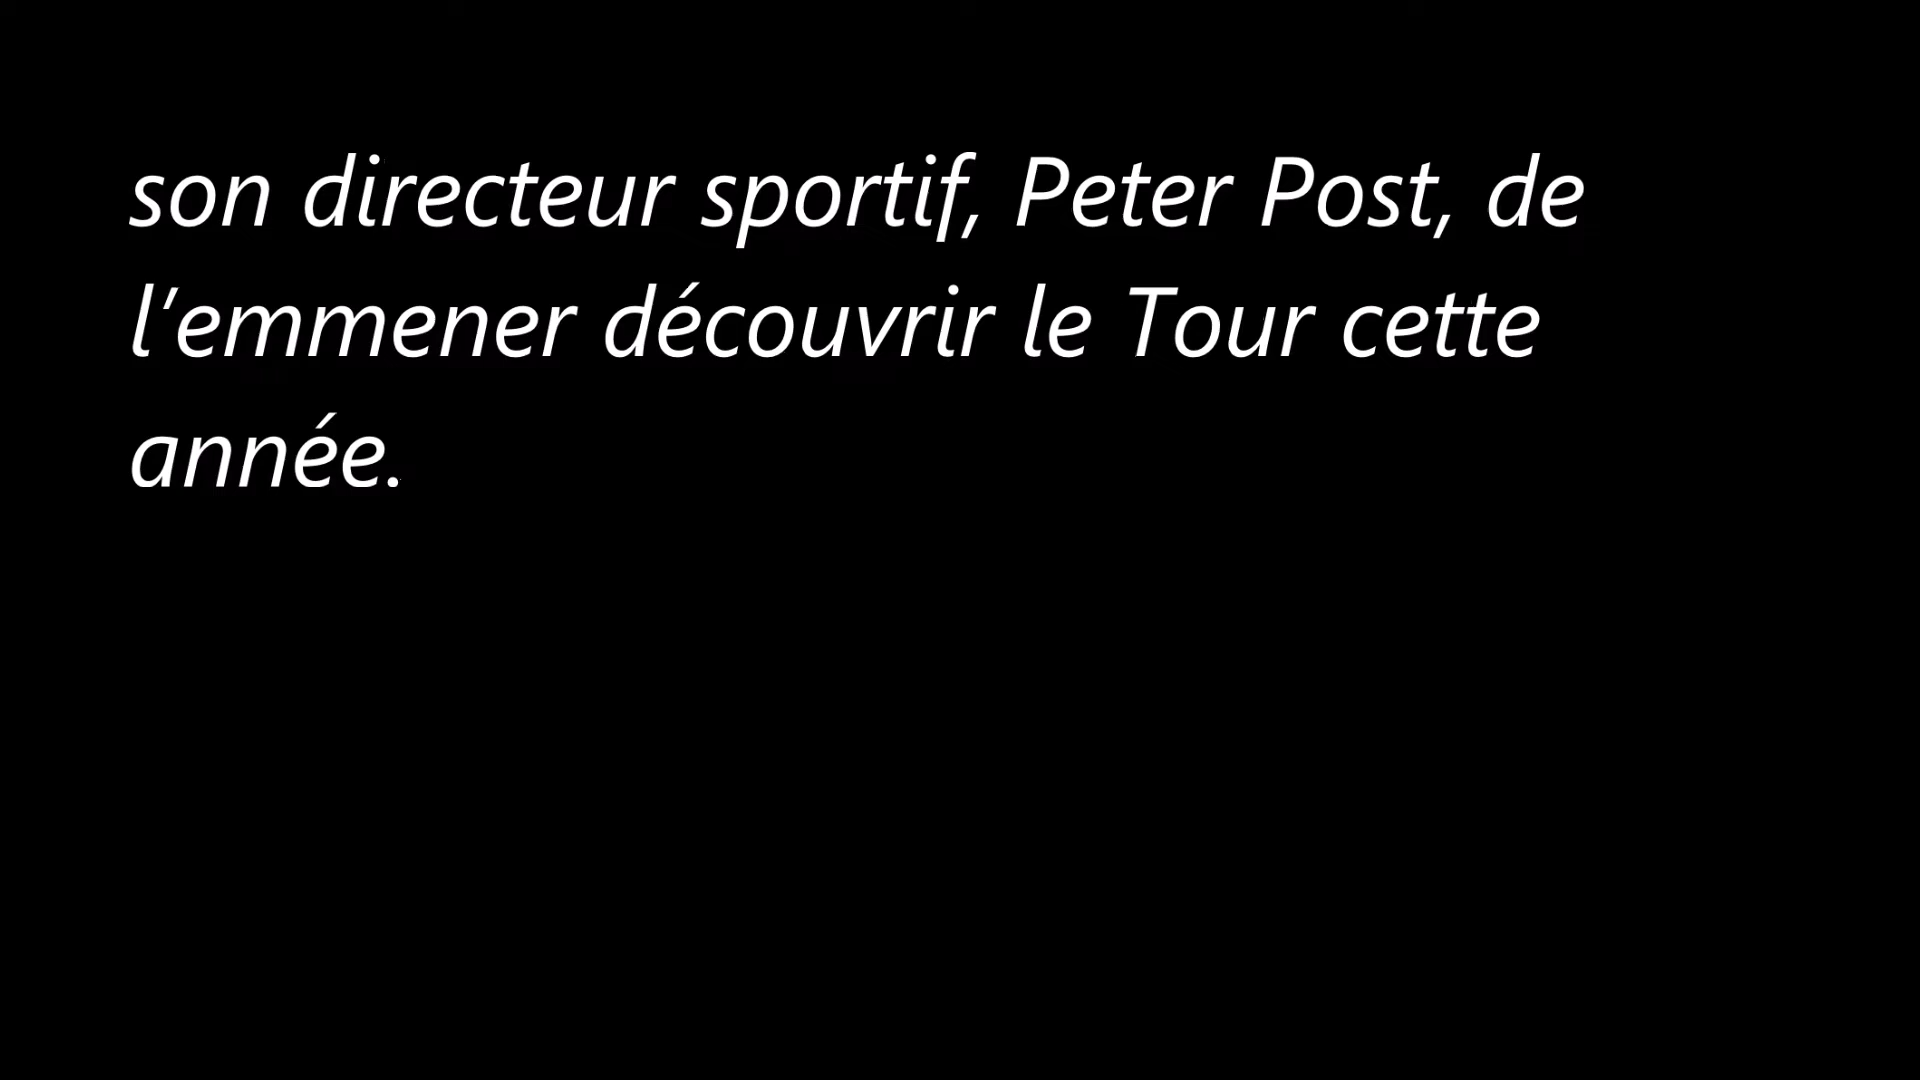 son directeur sportif, Peter Post, de
l’emmener découvrir le Tour cette
année.